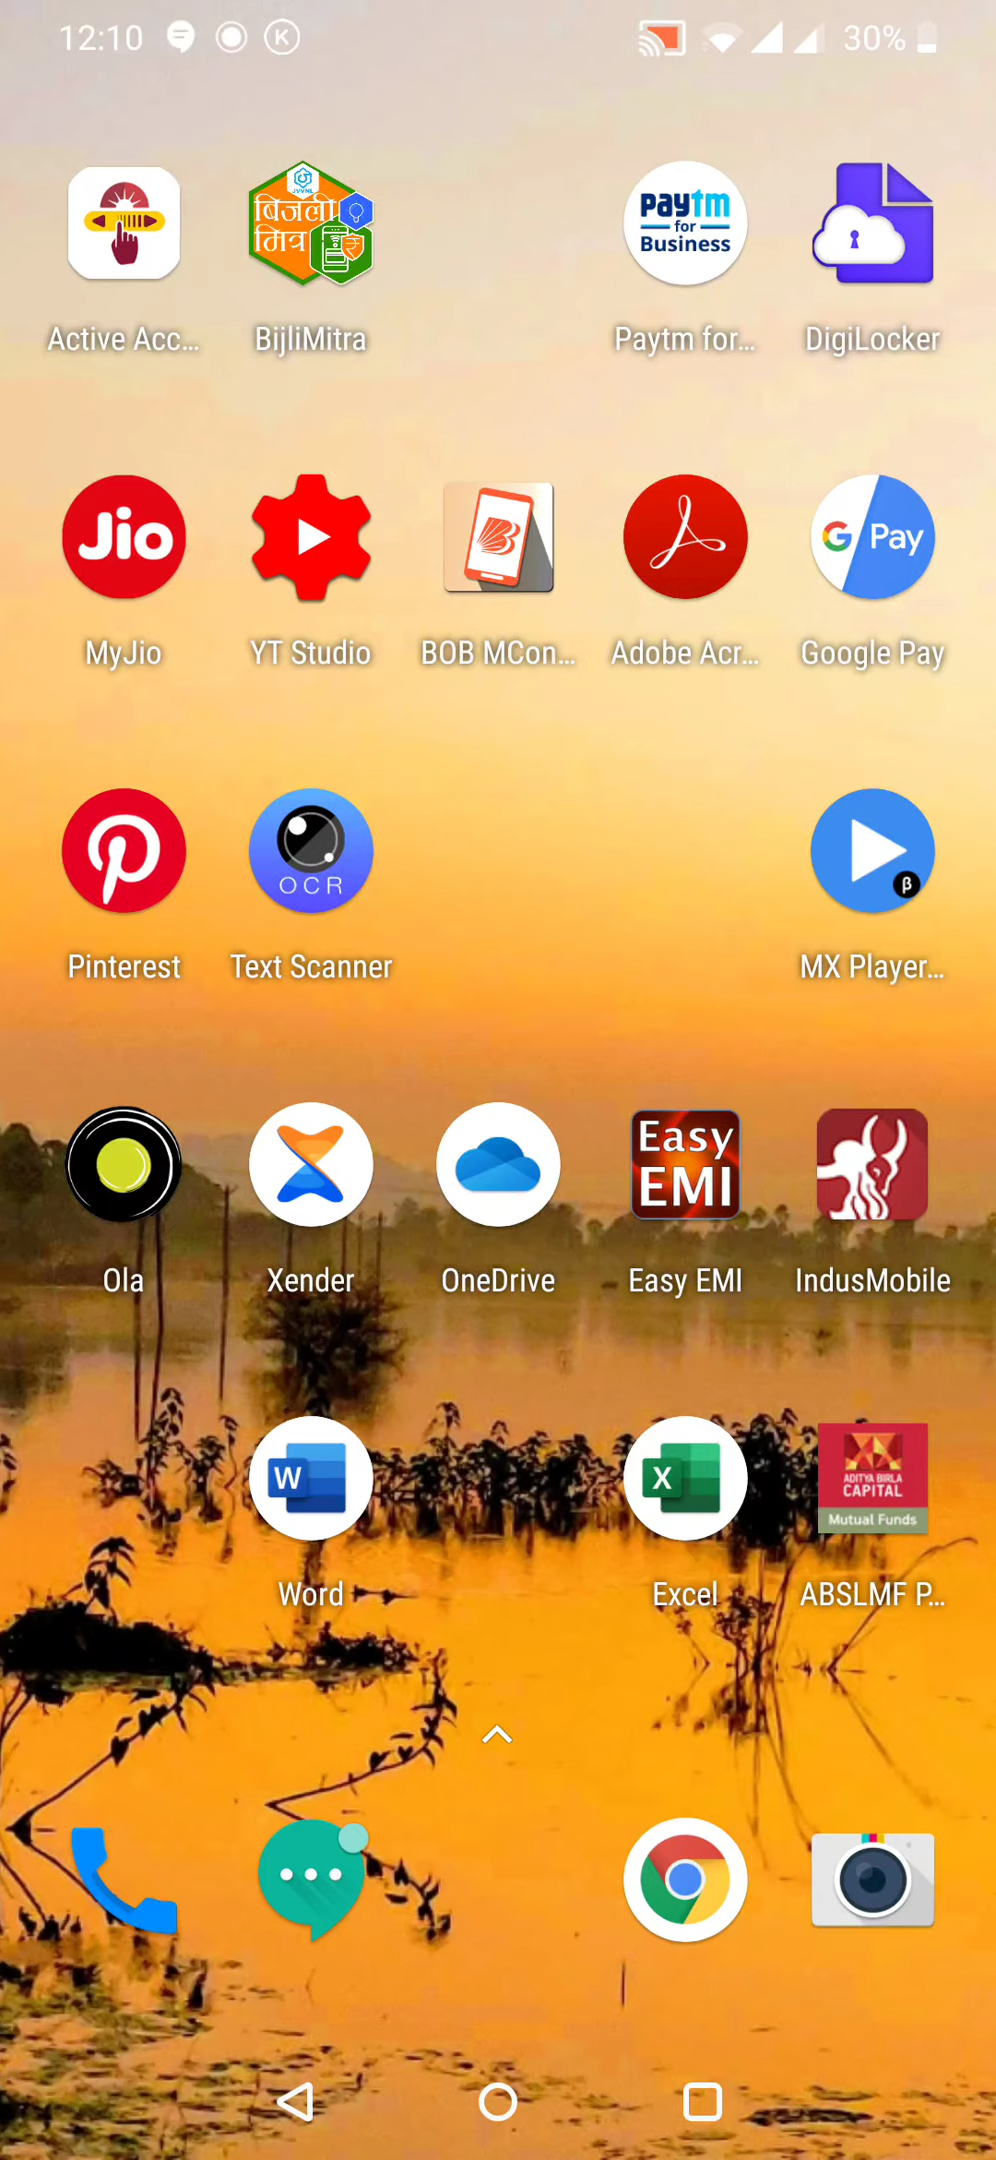 12:10
K
30%
JVVNL
बिजली
मित्र
paytm
for
Business
Active Acc...
BijliMitra
Paytm for...
DigiLocker
Jio
G Pay
MyJio
YT Studio
BOB MCon...
Adobe Acr...
Google Pay
OCR
β
Pinterest
Text Scanner
MX Player...
Easy
EMI
Ola
Xender
OneDrive
Easy EMI
IndusMobile
W
X
ADITYA BIRLA
CAPITAL
Mutual Funds
Word
Excel
ABSLMF P...